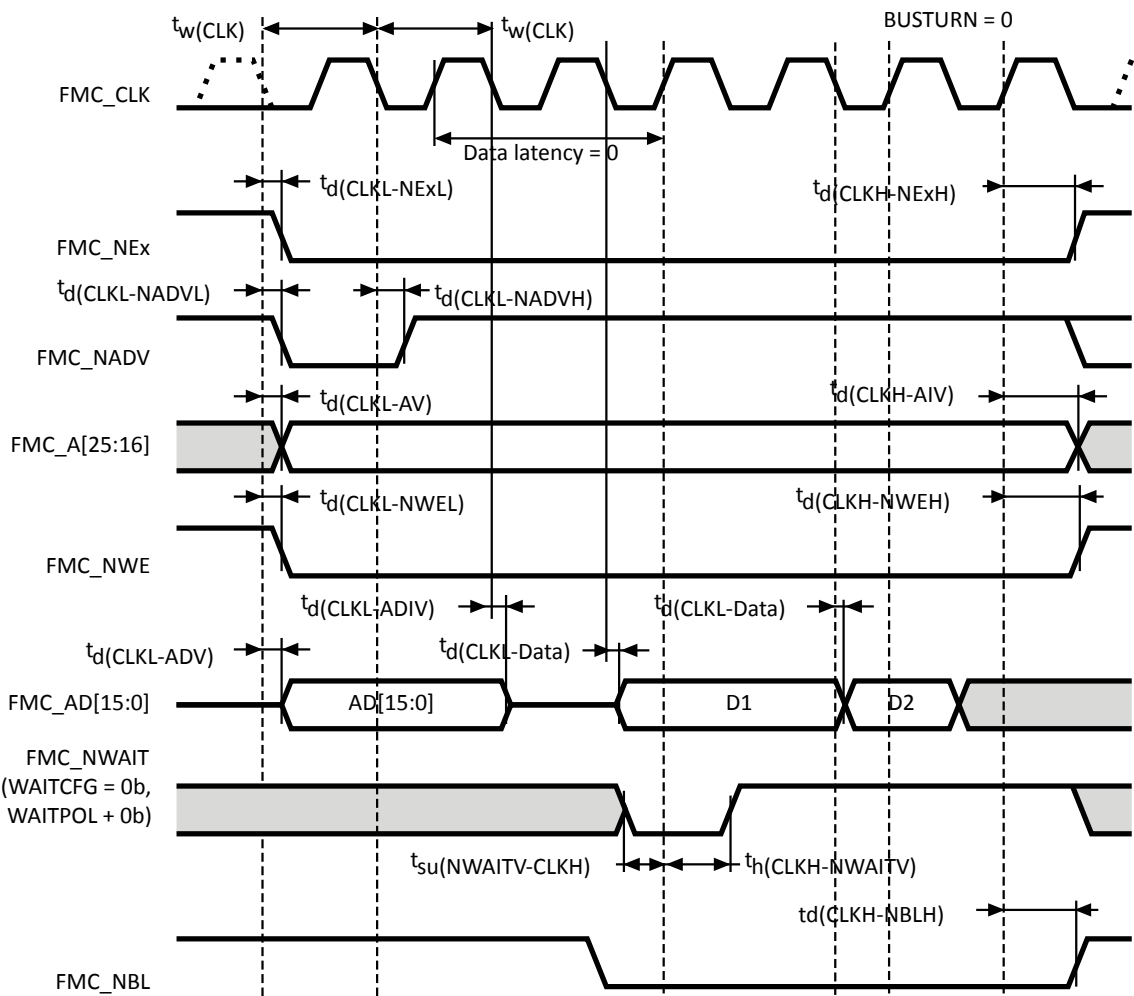 BUSTURN = 0
tw(CLK) tw(CLK)
FMC_CLK
Data latency = 0
td(CLKL-NExL) td(CLKH-NExH)
FMC_NEx
td(CLKL-NADVL) td(CLKL-NADVH)
FMC_NADV
td(CLKL-AV) td(CLKH-AIV)
FMC_A[25:16]
td(CLKL-NWEL) td(CLKH-NWEH)
FMC_NWE
td(CLKL-ADIV) td(CLKL-Data)
td(CLKL-ADV) td(CLKL-Data)
FMC_AD[15:0] AD[15:0] D1 D2
FMC_NWAIT
(WAITCFG = 0b,
WAITPOL + 0b)
tsu(NWAITV-CLKH) th(CLKH-NWAITV)
td(CLKH-NBLH)
FMC_NBL